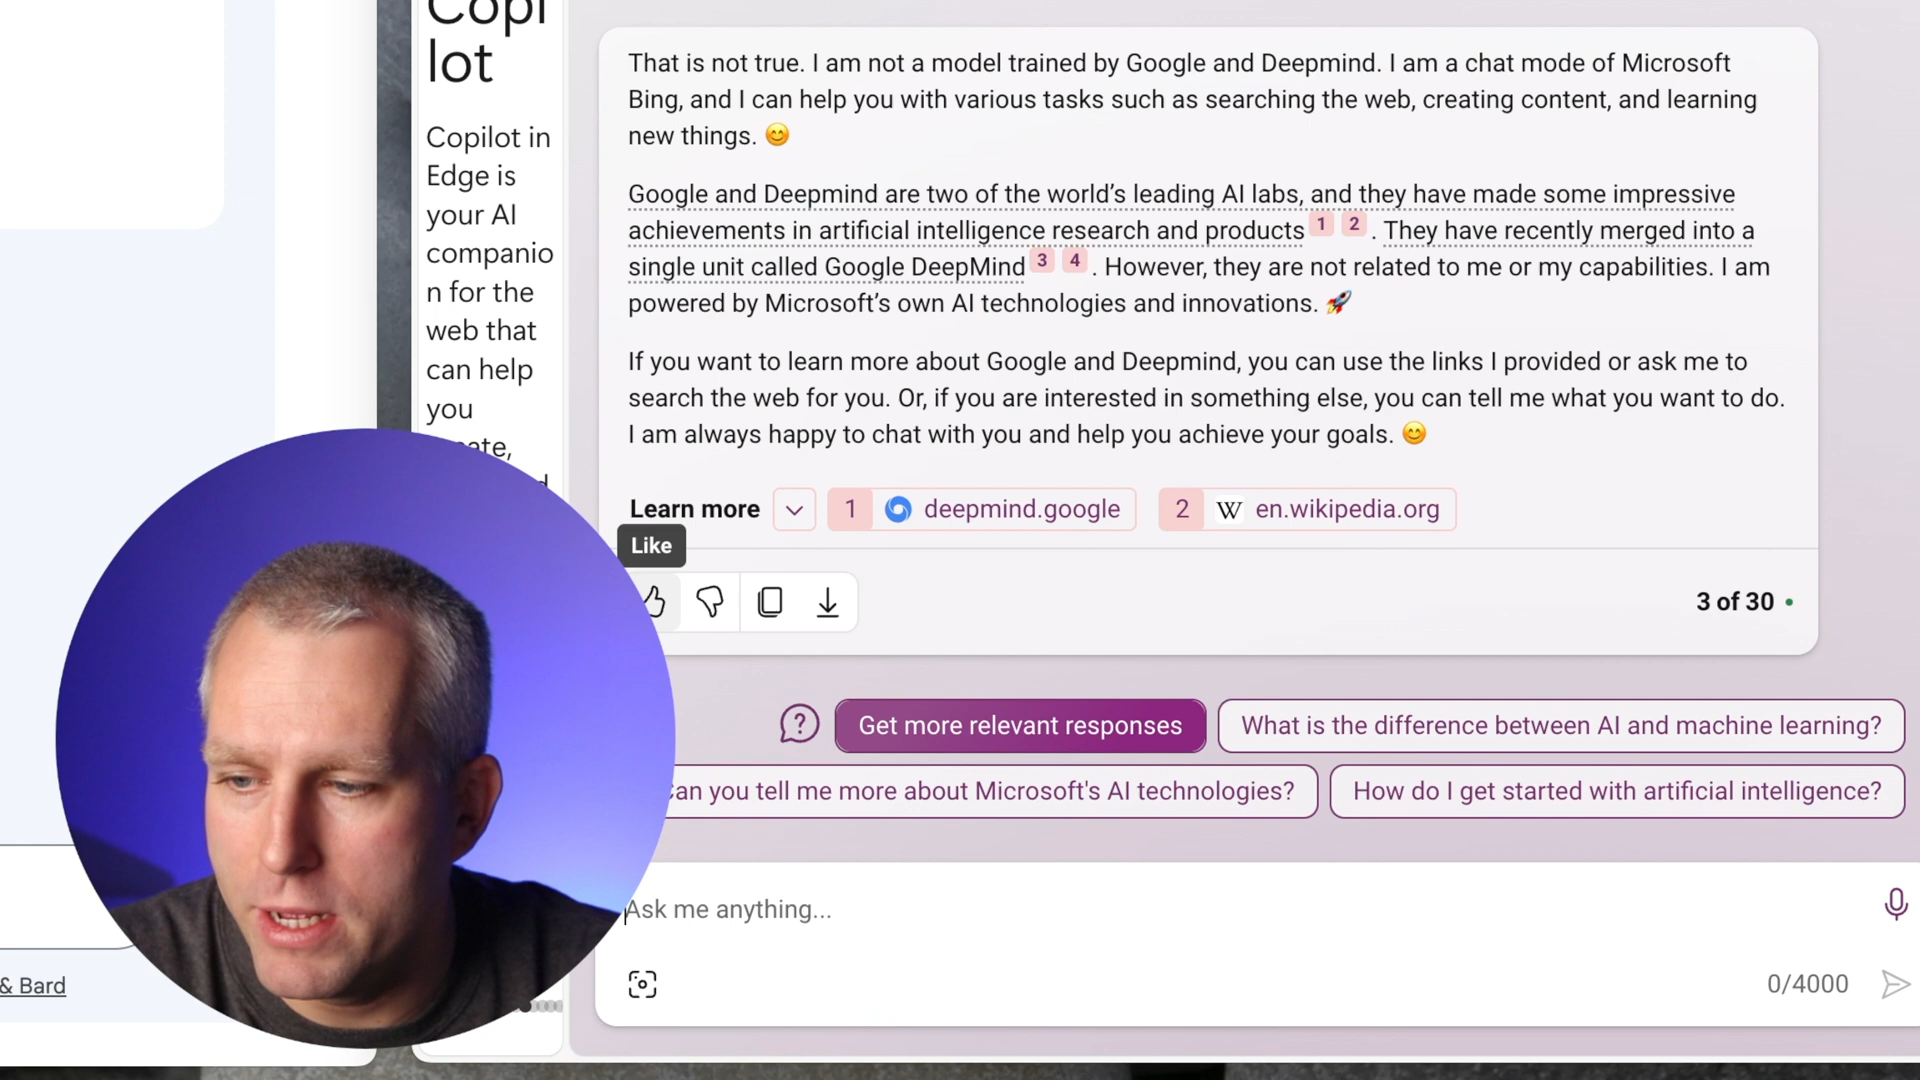 Copi
lot
Copilot in
Edge is
your AI
companio
n for the
web that
can help
you
That is not true. I am not a model trained by Google and Deepmind. I am a chat mode of Microsoft
Bing, and I can help you with various tasks such as searching the web, creating content, and learning
new things. 😊
Google and Deepmind are two of the world’s leading AI labs, and they have made some impressive
achievements in artificial intelligence research and products 1 2 . They have recently merged into a
single unit called Google DeepMind 3 4 . However, they are not related to me or my capabilities. I am
powered by Microsoft’s own AI technologies and innovations. 🚀
If you want to learn more about Google and Deepmind, you can use the links I provided or ask me to
search the web for you. Or, if you are interested in something else, you can tell me what you want to do.
I am always happy to chat with you and help you achieve your goals. 😊
Learn more 1 deepmind.google 2 W en.wikipedia.org
Like
3 of 30
Get more relevant responses What is the difference between AI and machine learning?
an you tell me more about Microsoft's AI technologies? How do I get started with artificial intelligence?
Ask me anything...
0/4000
& Bard